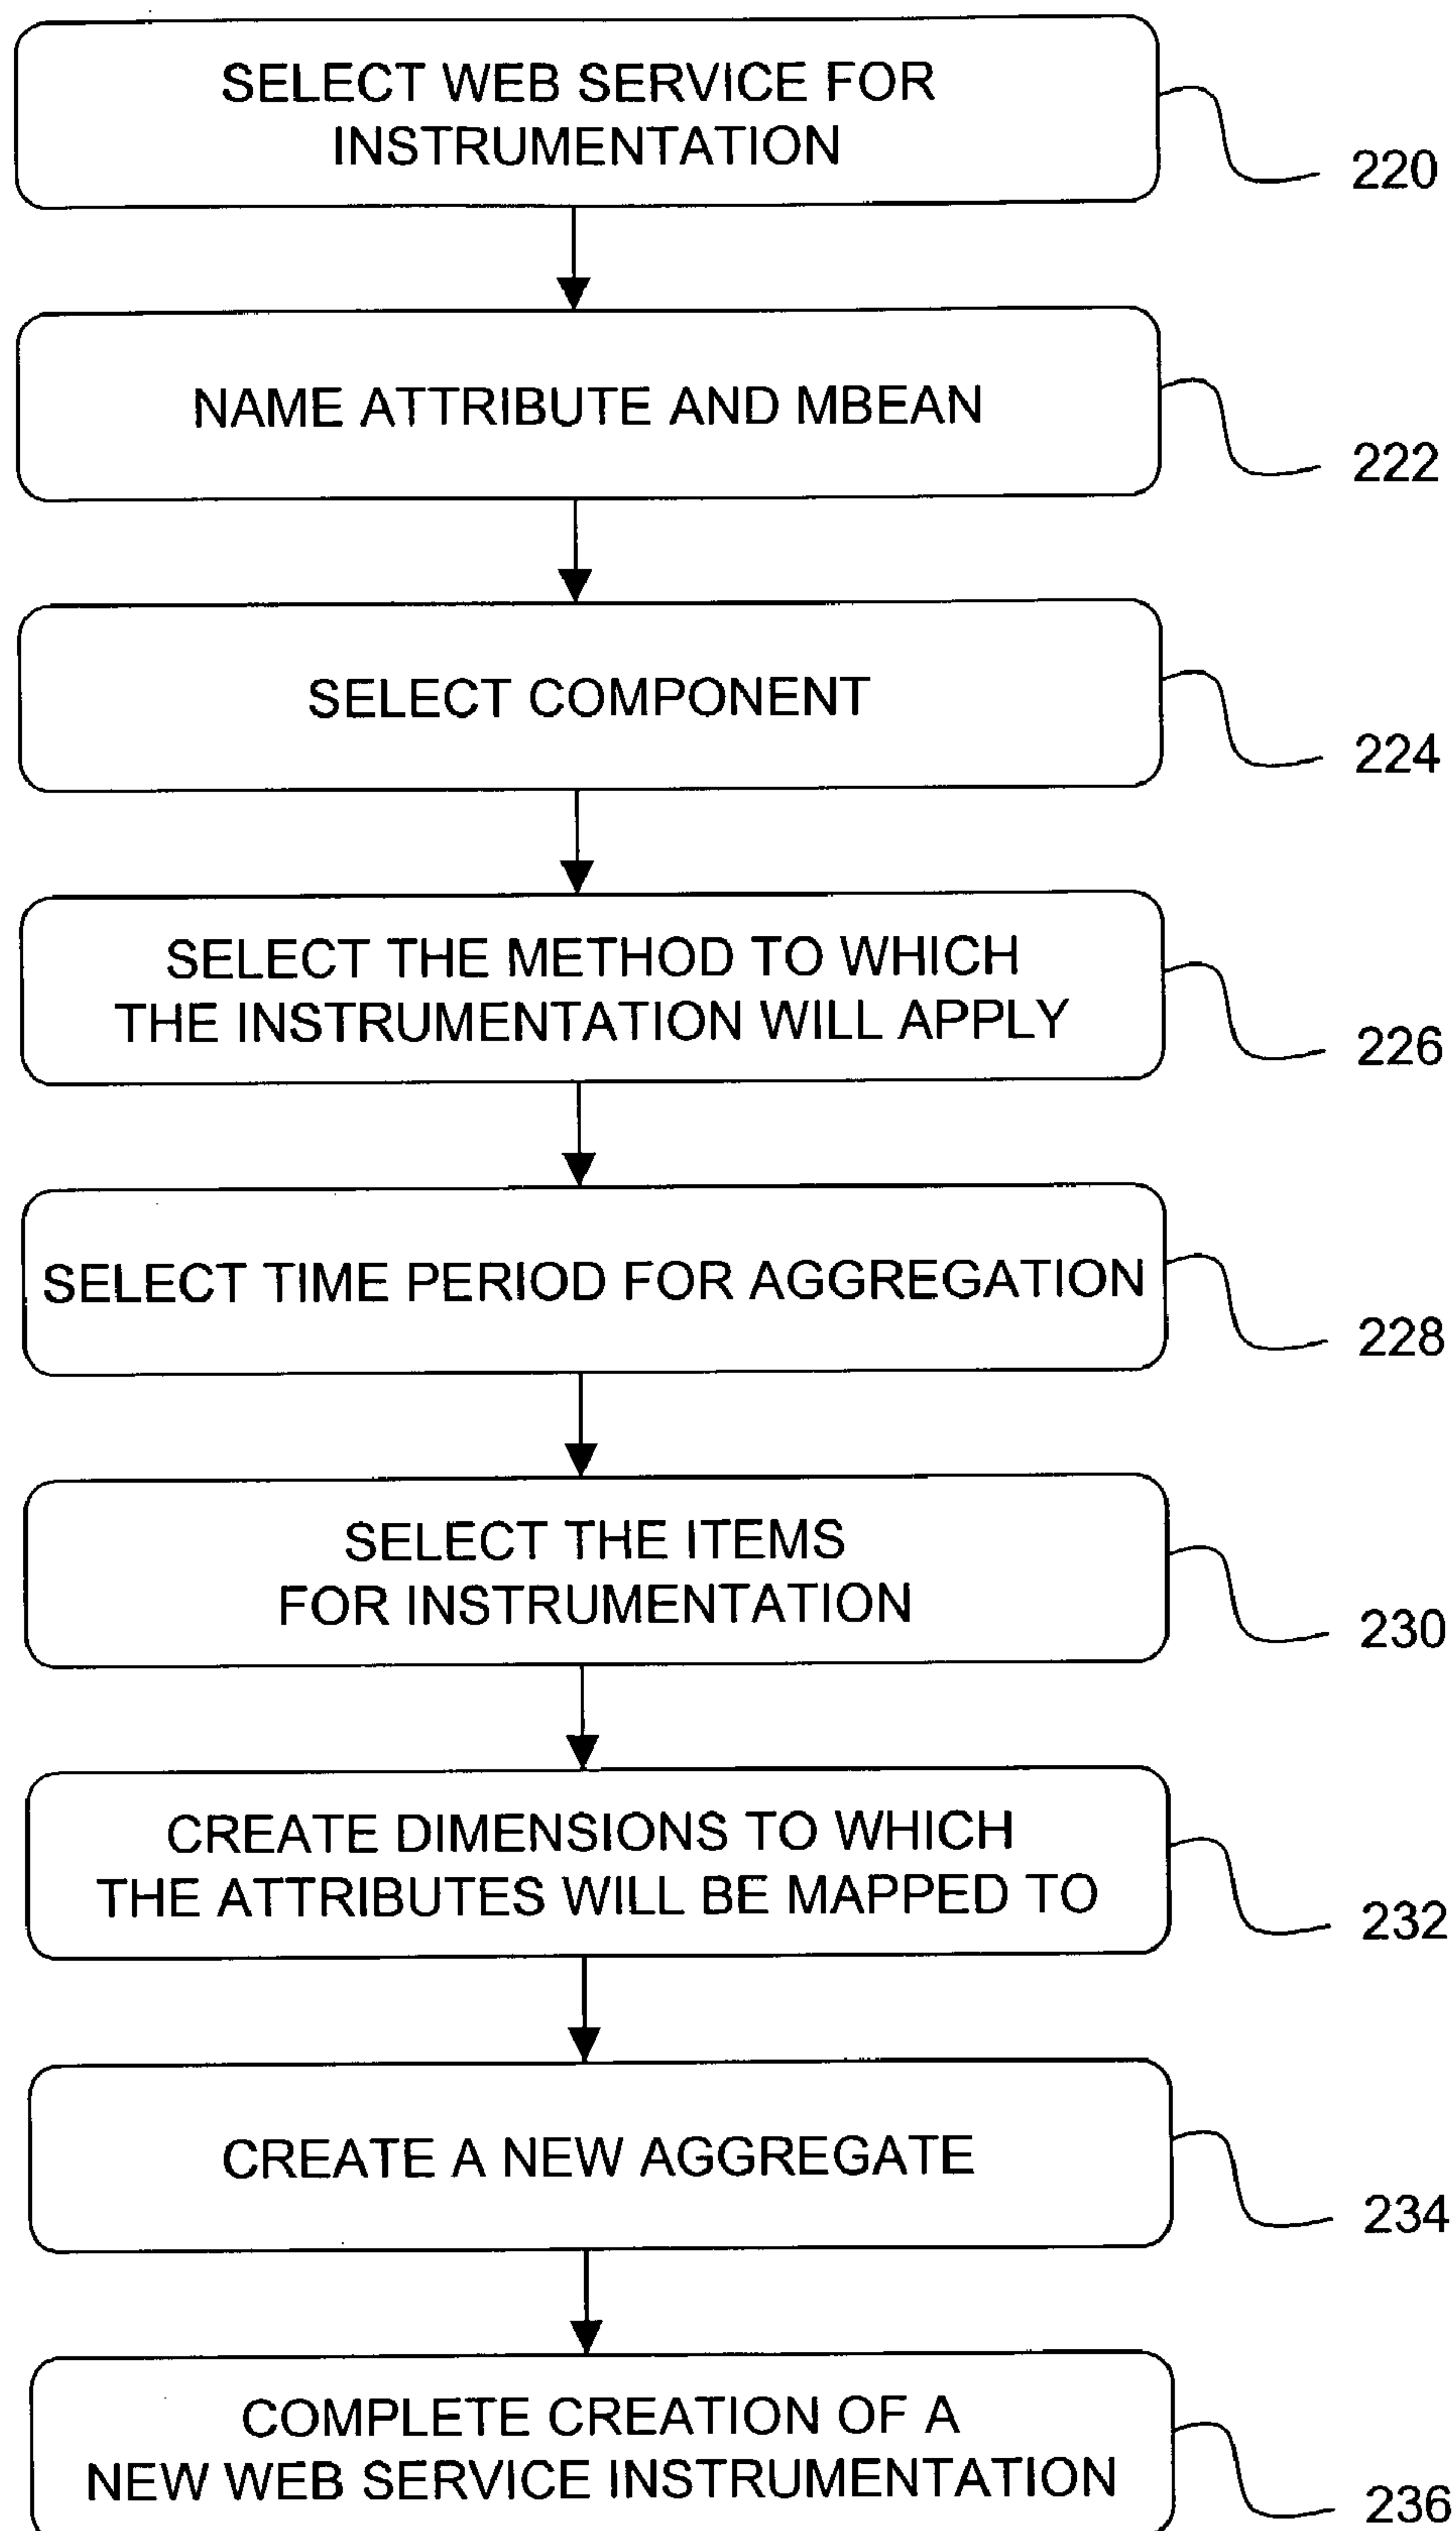 SELECT WEB SERVICE FOR
INSTRUMENTATION
220
NAME ATTRIBUTE AND MBEAN
222
SELECT COMPONENT
224
SELECT THE METHOD TO WHICH
THE INSTRUMENTATION WILL APPLY
226
SELECT TIME PERIOD FOR AGGREGATION
228
SELECT THE ITEMS
FOR INSTRUMENTATION
230
CREATE DIMENSIONS TO WHICH
THE ATTRIBUTES WILL BE MAPPED TO
232
CREATE A NEW AGGREGATE
234
COMPLETE CREATION OF A
NEW WEB SERVICE INSTRUMENTATION
236